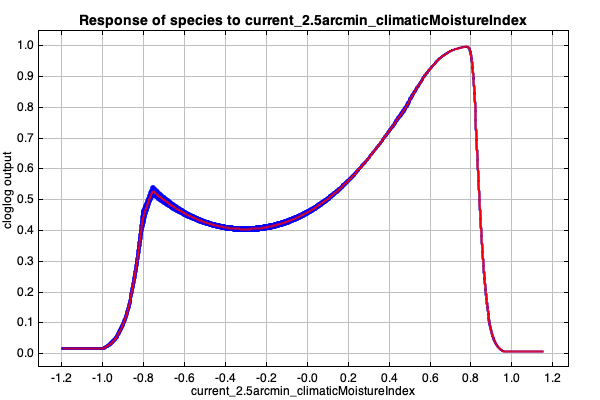 Response of species to current_2.5arcmin_climaticMoistureIndex
1.0
0.9
0.8
0.7
0.6
0.5
0.4
0.3
0.2
0.1
0.0
cloglog output
-1.2 -1.0 -0.8 -0.6 -0.4 -0.2 -0.0 0.2 0.4 0.6 0.8 1.0 1.2
current_2.5arcmin_climaticMoistureIndex